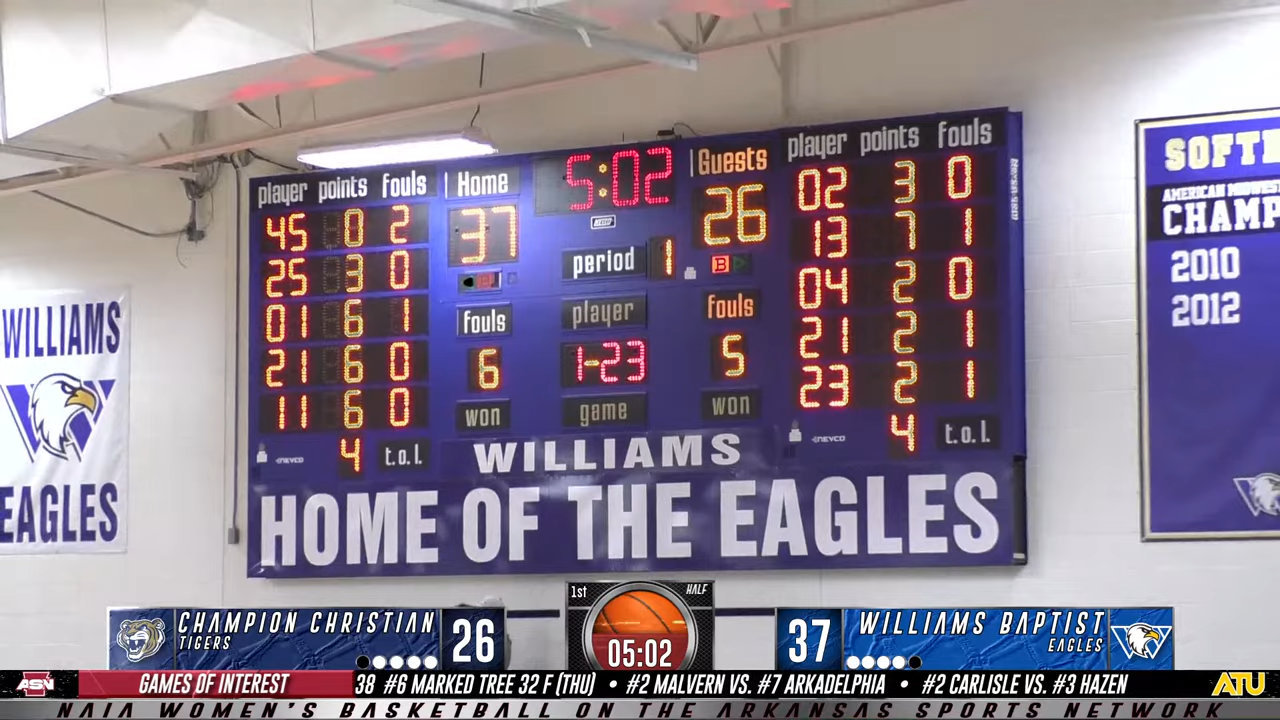 player points fouls
45 0 2
25 3 0
01 6 1
21 6 0
11 6 0
4 t.o.l.
NEVCO
Home
37
fouls
6
won
5:02
NEVCO
period 1
player
1-23
game
Guests
26
B
fouls
5
won
player points fouls
02 3 0
13 7 1
04 2 0
21 2 1
23 2 1
NEVCO
4 t.o.l.
WILLIAMS
HOME OF THE EAGLES
WILLIAMS
W
EAGLES
SOFT
AMERICAN MIDWES
CHAMP
2010
2012
CHAMPION CHRISTIAN
TIGERS
26
1st HALF
05:02
37
WILLIAMS BAPTIST
EAGLES
ASN
GAMES OF INTEREST
38 #6 MARKED TREE 32 F (THU) • #2 MALVERN VS. #7 ARKADELPHIA • #2 CARLISLE VS. #3 HAZEN
ATU
NAIA WOMEN'S BASKETBALL ON THE ARKANSAS SPORTS NETWORK